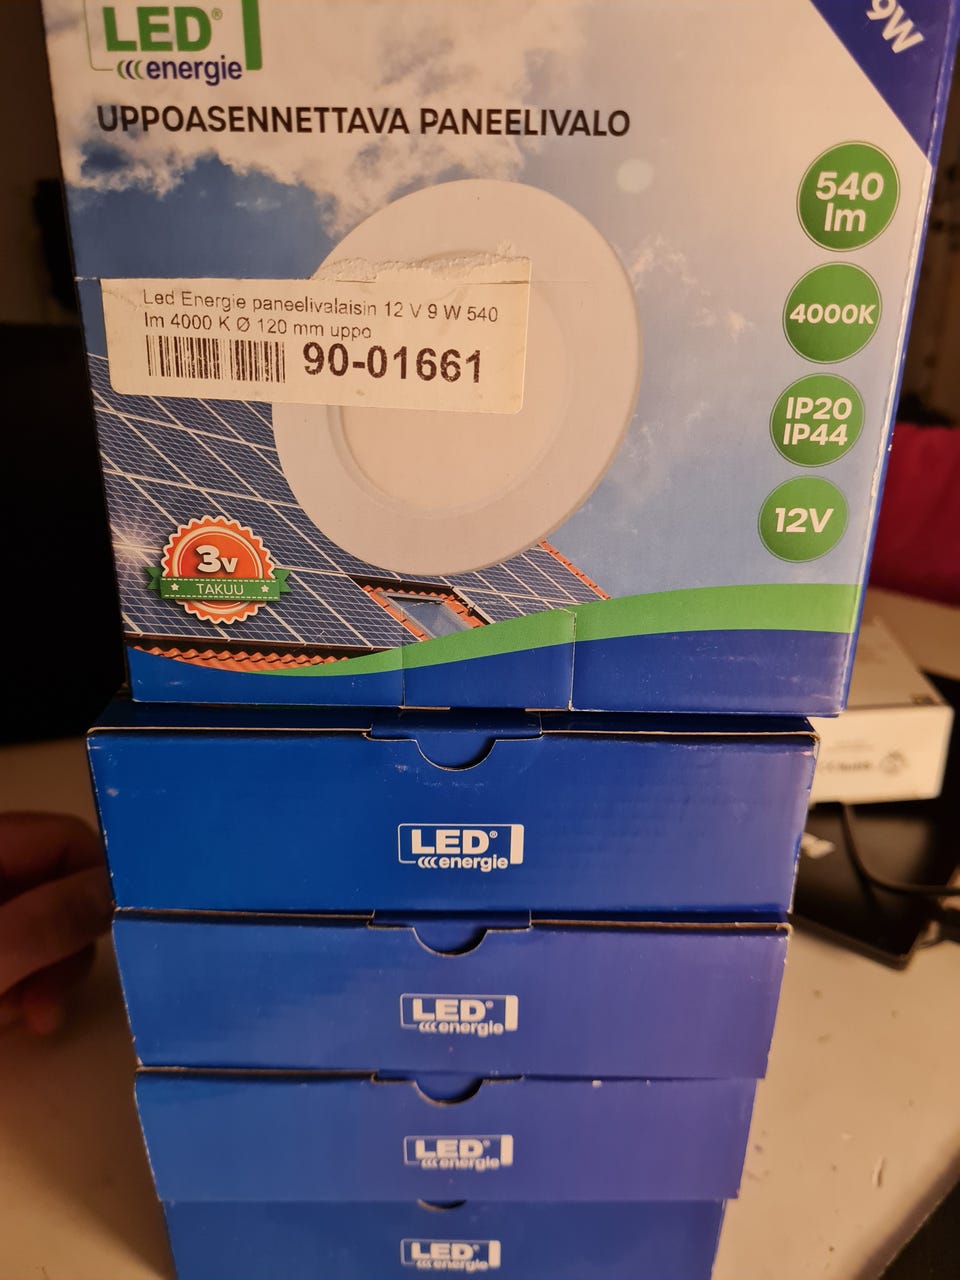 LED®
energie
9W
UPPOASENNETTAVA PANEELIVALO
540
lm
4000K
IP20
IP44
12V
Led Energie paneelivalaisin 12 V 9 W 540
lm 4000 K Ø 120 mm uppo
90-01661
3v
TAKUU
LED®
energie
LED®
energie
LED®
energie
LED®
energie